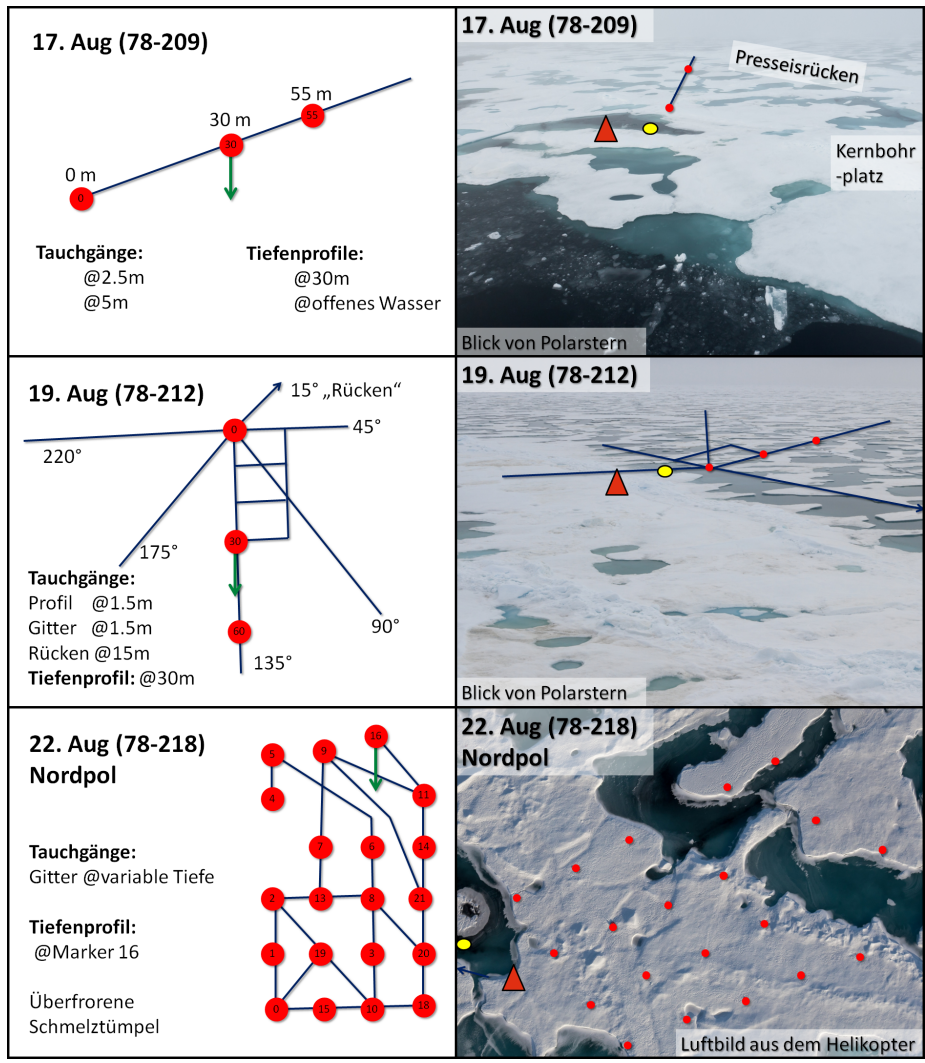 17. Aug (78-209)
0 m
30 m
55 m
0
30
55
Tauchgänge:
@2.5m
@5m
Tiefenprofile:
@30m
@offenes Wasser
17. Aug (78-209)
Presseisrücken
Kernbohr
-platz
Blick von Polarstern
19. Aug (78-212)
15° „Rücken“
0
45°
220°
30
175°
60
90°
135°
Tauchgänge:
Profil @1.5m
Gitter @1.5m
Rücken @15m
Tiefenprofil: @30m
19. Aug (78-212)
Blick von Polarstern
22. Aug (78-218)
Nordpol
Tauchgänge:
Gitter @variable Tiefe
Tiefenprofil:
@Marker 16
Überfrorene
Schmelztümpel
16
5
9
4
11
7
6
14
2
13
8
21
1
19
3
20
0
15
10
18
22. Aug (78-218)
Nordpol
Luftbild aus dem Helikopter